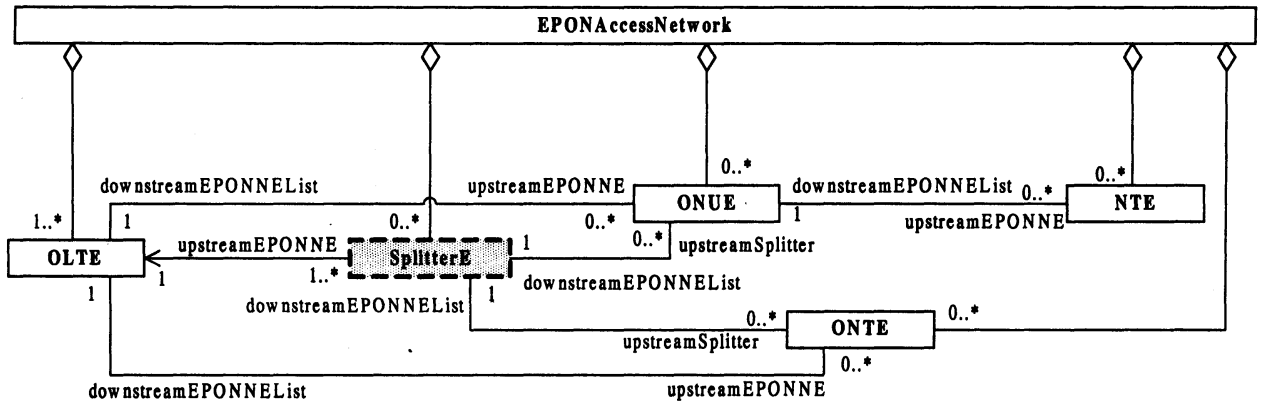 EPONAccessNetwork
0..*
0..*
downstreamEPONNEList
upstreamEPONNE
ONUE
downstreamEPONNEList
0..*
NTE
1..*
1
0..*
0..*
1
upstreamEPONNE
0..*
upstreamSplitter
OLTE
upstreamEPONNE
SplitterE
1
1
1..*
downstreamEPONNEList
1
downstreamEPONNEList
1
0..*
ONTE
0..*
upstreamSplitter
0..*
downstreamEPONNEList
upstreamEPONNE